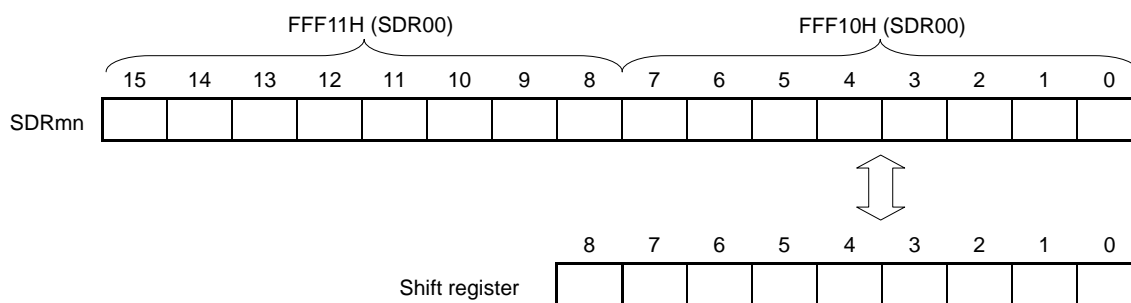 FFF11H (SDR00) FFF10H (SDR00)
15 14 13 12 11 10 9 8 7 6 5 4 3 2 1 0
SDRmn
8 7 6 5 4 3 2 1 0
Shift register